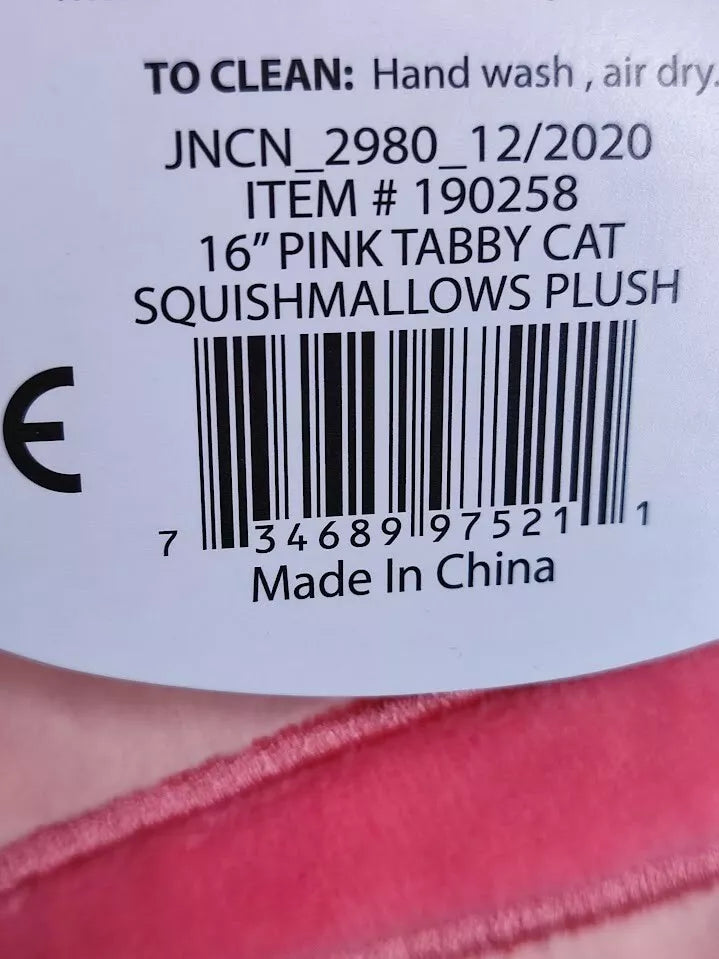 TO CLEAN: Hand wash , air dry.
JNCN_2980_12/2020
ITEM # 190258
16” PINK TABBY CAT
SQUISHMALLOWS PLUSH
CE
7 34689 97521 1
Made In China